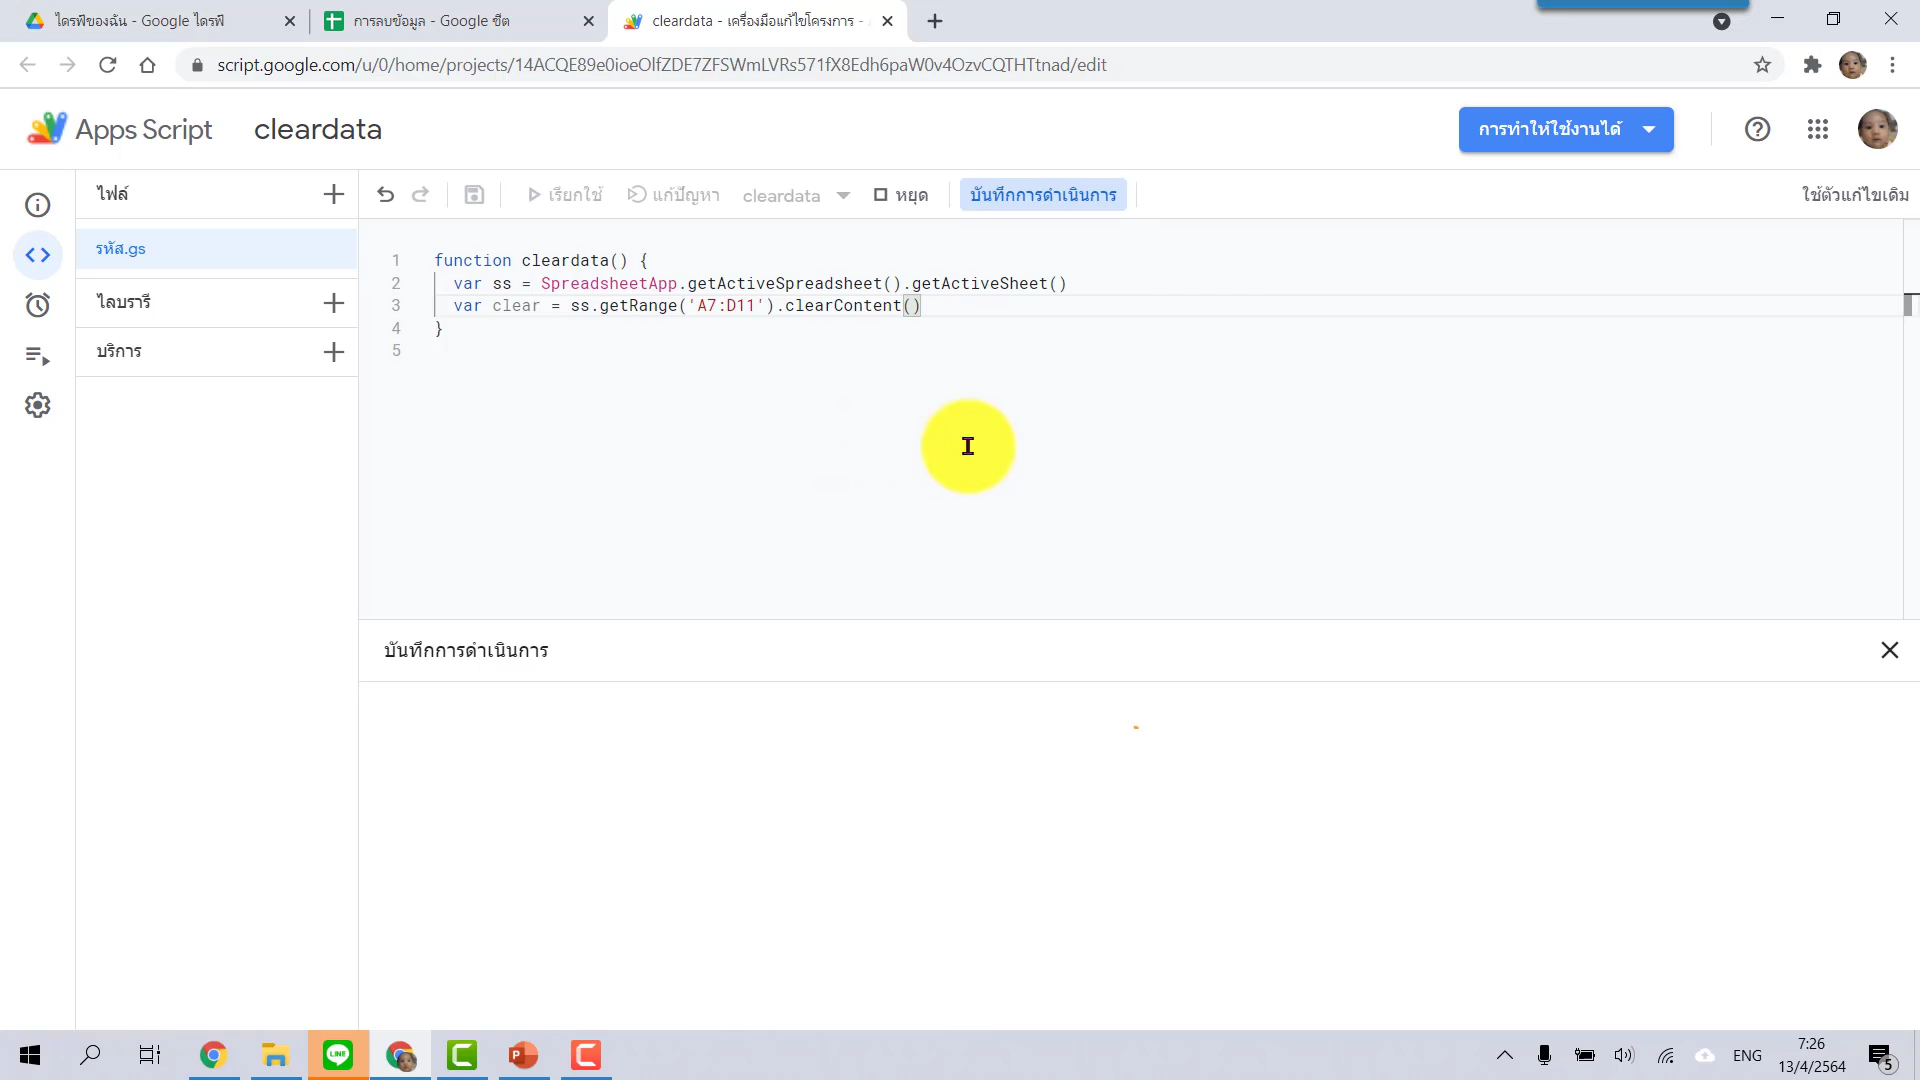 ไดรฟ์ของฉัน - Google ไดรฟ์
การลบข้อมูล - Google ชีต
cleardata - เครื่องมือแก้ไขโครงการ -
script.google.com/u/0/home/projects/14ACQE89e0ioeOlfZDE7ZFSWmLVRs571fX8Edh6paW0v4OzvCQTHTtnad/edit
Apps Script
cleardata
การทำให้ใช้งานได้
ไฟล์
เรียกใช้
แก้ปัญหา
cleardata
หยุด
บันทึกการดำเนินการ
ใช้ตัวแก้ไขเดิม
รหัส.gs
ไลบรารี
บริการ
1 function cleardata() {
2 var ss = SpreadsheetApp.getActiveSpreadsheet().getActiveSheet()
3 var clear = ss.getRange('A7:D11').clearContent()
4 }
5
บันทึกการดำเนินการ
LINE
ENG
7:26
13/4/2564
5